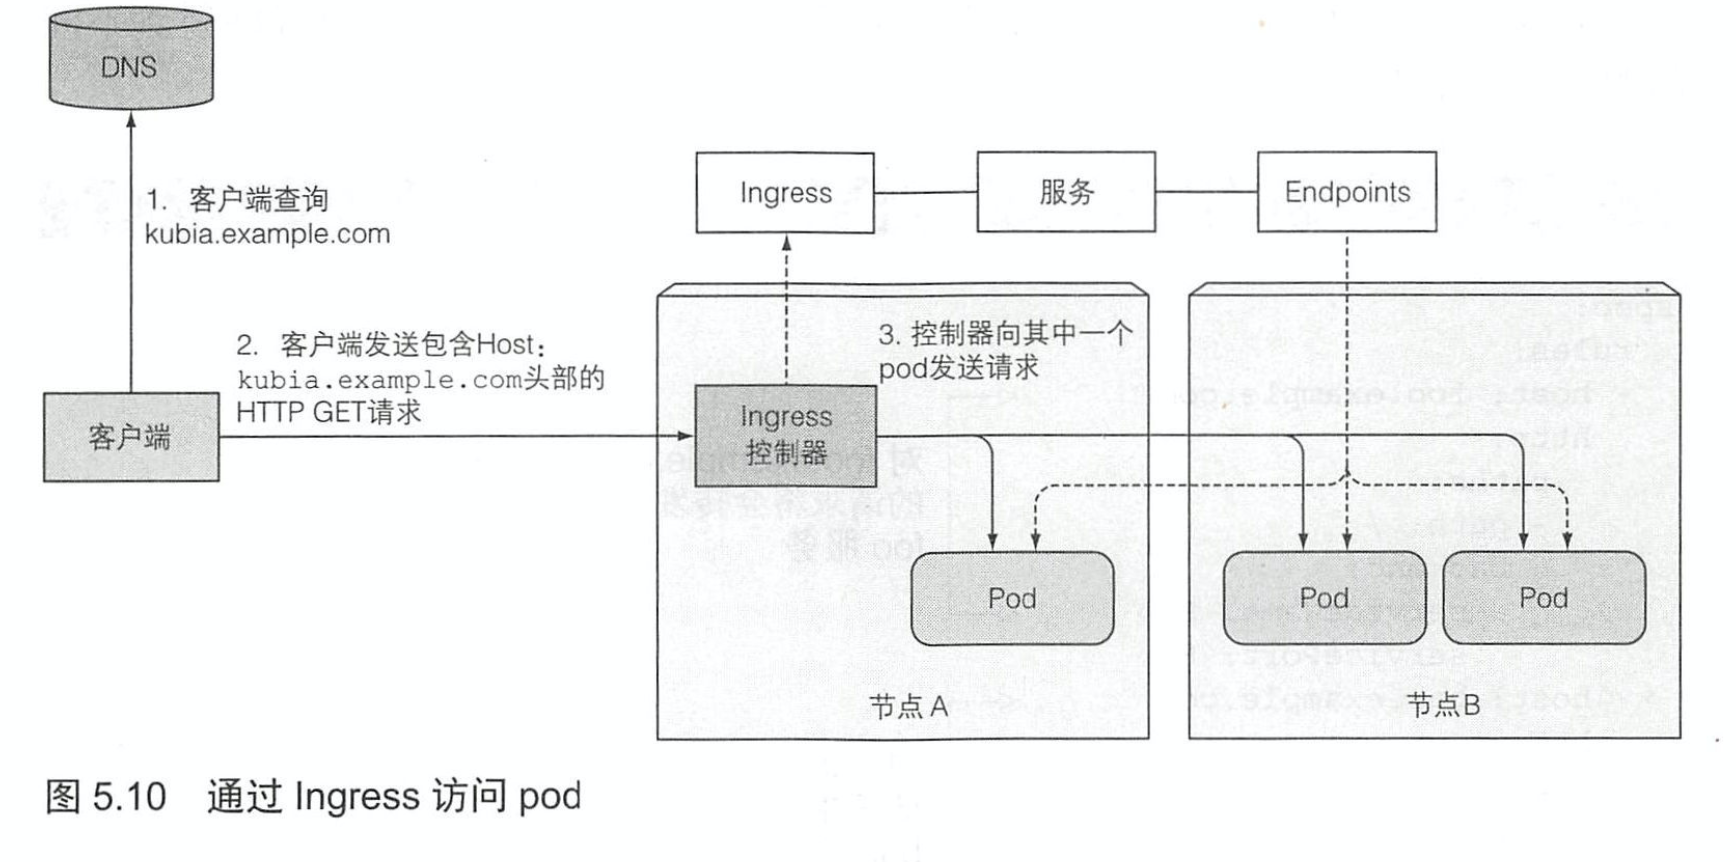 DNS
1. 客户端查询
kubia.example.com
Ingress
服务
Endpoints
2. 客户端发送包含Host：
kubia.example.com头部的
HTTP GET请求
3. 控制器向其中一个
pod发送请求
客户端
Ingress
控制器
Pod
Pod
Pod
节点 A
节点B
图 5.10 通过 Ingress 访问 pod